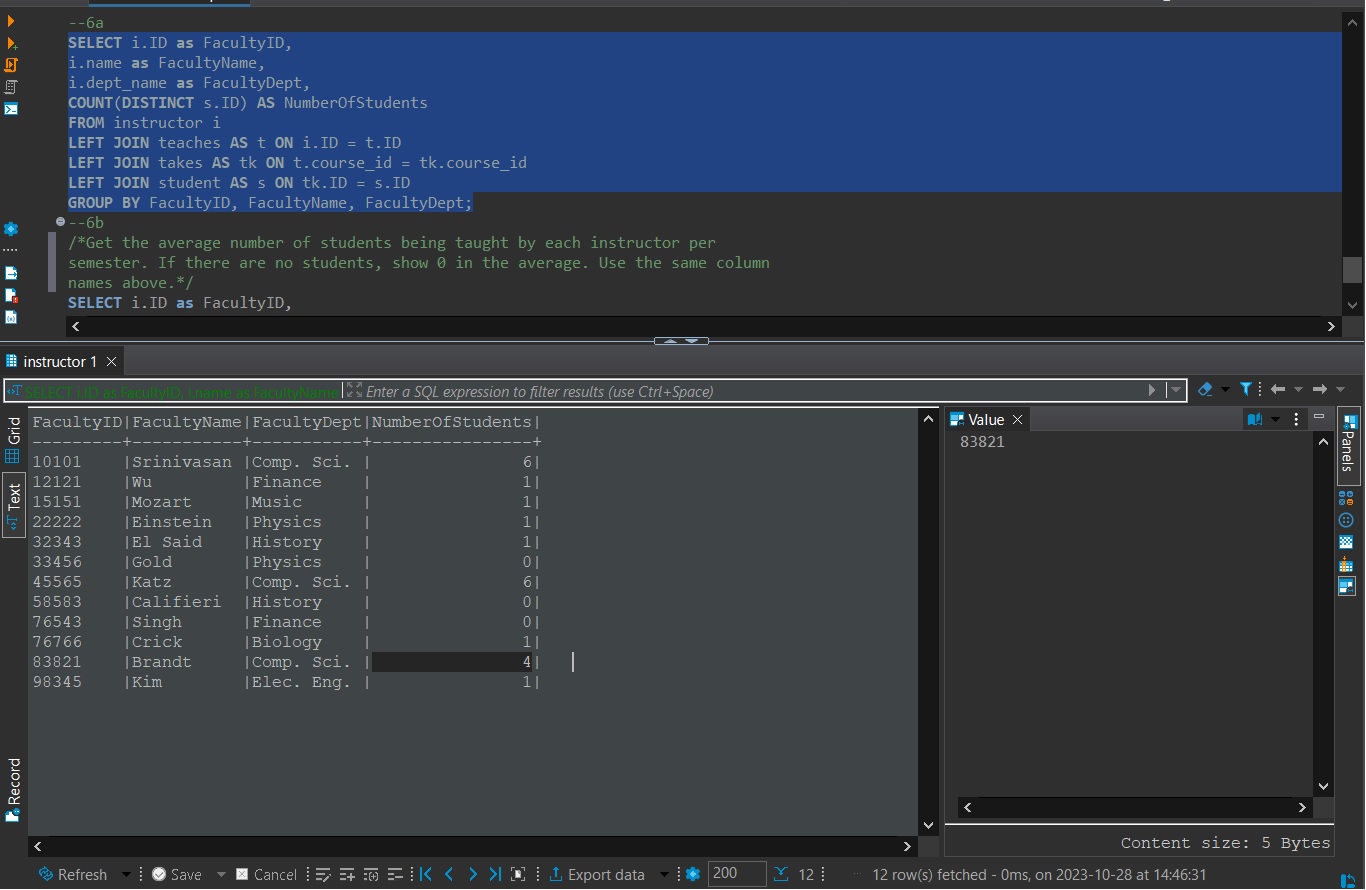 --6a
SELECT i.ID as FacultyID,
i.name as FacultyName,
i.dept_name as FacultyDept,
COUNT(DISTINCT s.ID) AS NumberOfStudents
FROM instructor i
LEFT JOIN teaches AS t ON i.ID = t.ID
LEFT JOIN takes AS tk ON t.course_id = tk.course_id
LEFT JOIN student AS s ON tk.ID = s.ID
GROUP BY FacultyID, FacultyName, FacultyDept;
--6b
/*Get the average number of students being taught by each instructor per
semester. If there are no students, show 0 in the average. Use the same column
names above.*/
SELECT i.ID as FacultyID,
instructor 1
SELECT i.ID as FacultyID, i.name as FacultyName Enter a SQL expression to filter results (use Ctrl+Space)
Grid
Text
Record
FacultyID|FacultyName|FacultyDept|NumberOfStudents|
---------+-----------+-----------+----------------+
10101    |Srinivasan |Comp. Sci. |               6|
12121    |Wu         |Finance    |               1|
15151    |Mozart     |Music      |               1|
22222    |Einstein   |Physics    |               1|
32343    |El Said    |History    |               1|
33456    |Gold       |Physics    |               0|
45565    |Katz       |Comp. Sci. |               6|
58583    |Califieri  |History    |               0|
76543    |Singh      |Finance    |               0|
76766    |Crick      |Biology    |               1|
83821    |Brandt     |Comp. Sci. |               4|
98345    |Kim        |Elec. Eng. |               1|
Value
83821
Panels
Content size: 5 Bytes
Refresh Save Cancel Export data 200 12 12 row(s) fetched - 0ms, on 2023-10-28 at 14:46:31